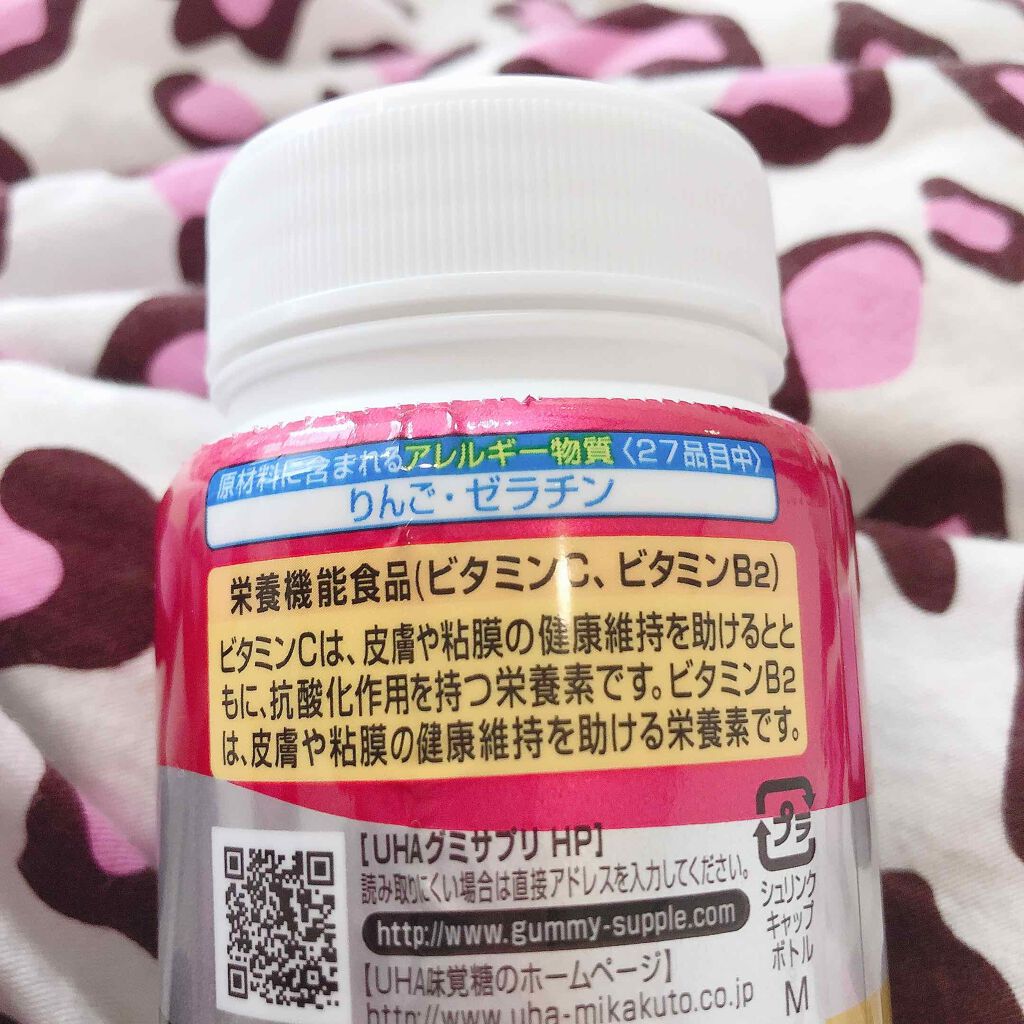 原材料に含まれるアレルギー物質〈27品目中〉
りんご・ゼラチン
栄養機能食品(ビタミンC、ビタミンB2)
ビタミンCは、皮膚や粘膜の健康維持を助けるとと
もに、抗酸化作用を持つ栄養素です。ビタミンB2
は、皮膚や粘膜の健康維持を助ける栄養素です。
【UHAグミサプリ HP】
読み取りにくい場合は直接アドレスを入力してください。
http://www.gummy-supple.com
【UHA味覚糖のホームページ】
http://www.uha-mikakuto.co.jp
プラ
シュリンク
キャップ
ボトル
M